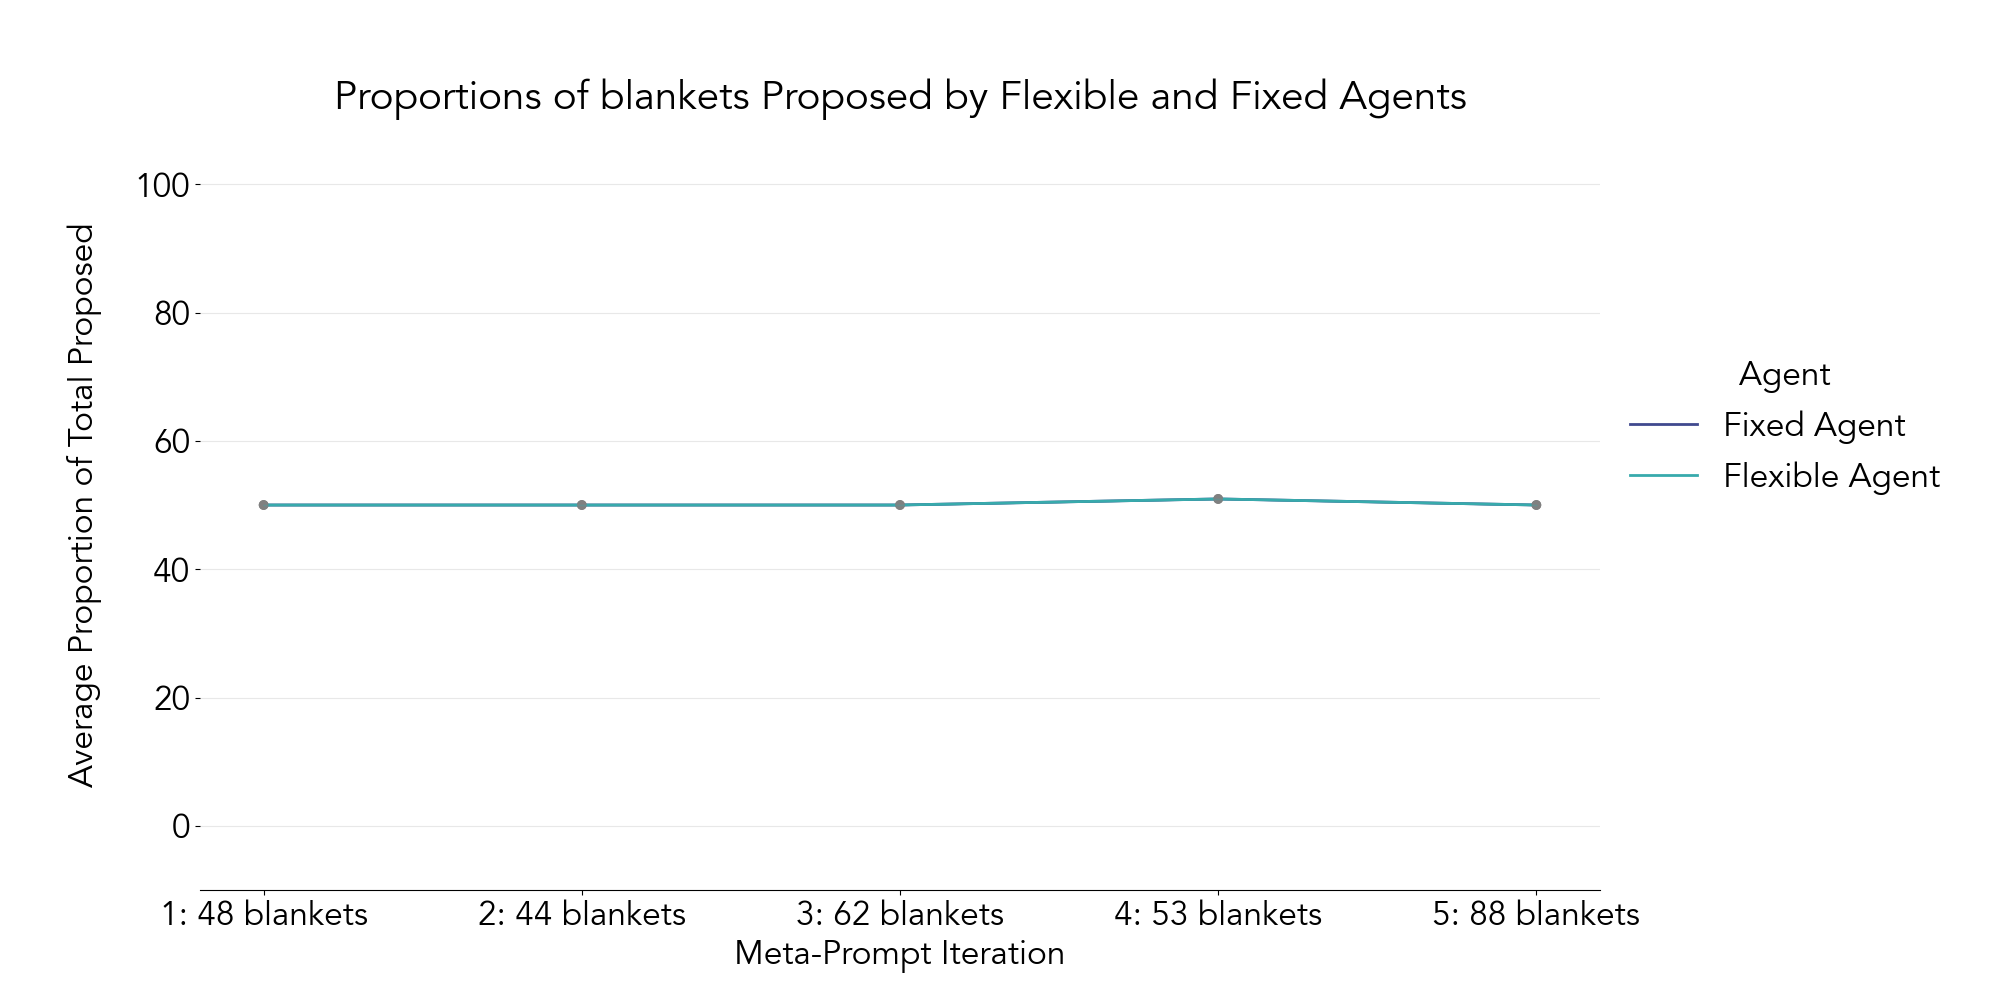 Proportions of blankets Proposed by Flexible and Fixed Agents
Average Proportion of Total Proposed
100
80
60
40
20
0
1: 48 blankets
2: 44 blankets
3: 62 blankets
4: 53 blankets
5: 88 blankets
Meta-Prompt Iteration
Agent
Fixed Agent
Flexible Agent